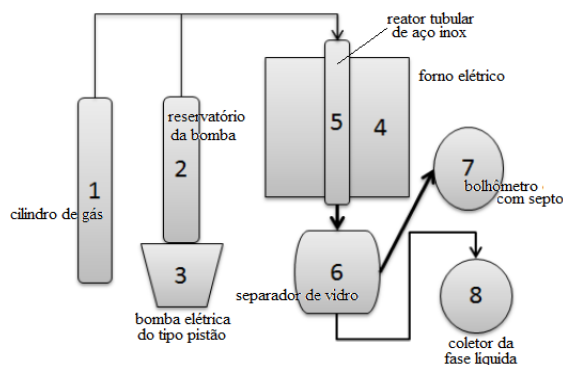 reator tubular
de aço inox
forno elétrico
reservatório
da bomba
5
4
1
2
7
bolhômetro
com septo
cilindro de gás
3
6
separador de vidro
8
bomba elétrica
do tipo pistão
coletor da
fase líquida